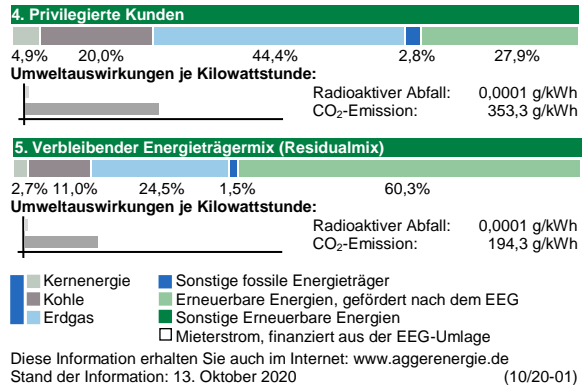 4. Privilegierte Kunden
4,9% 20,0% 44,4% 2,8% 27,9%
Umweltauswirkungen je Kilowattstunde:
Radioaktiver Abfall: 0,0001 g/kWh
CO₂-Emission: 353,3 g/kWh
5. Verbleibender Energieträgermix (Residualmix)
2,7% 11,0% 24,5% 1,5% 60,3%
Umweltauswirkungen je Kilowattstunde:
Radioaktiver Abfall: 0,0001 g/kWh
CO₂-Emission: 194,3 g/kWh
Kernenergie Sonstige fossile Energieträger
Kohle Erneuerbare Energien, gefördert nach dem EEG
Erdgas Sonstige Erneuerbare Energien
Mieterstrom, finanziert aus der EEG-Umlage
Diese Information erhalten Sie auch im Internet: www.aggerenergie.de
Stand der Information: 13. Oktober 2020 (10/20-01)